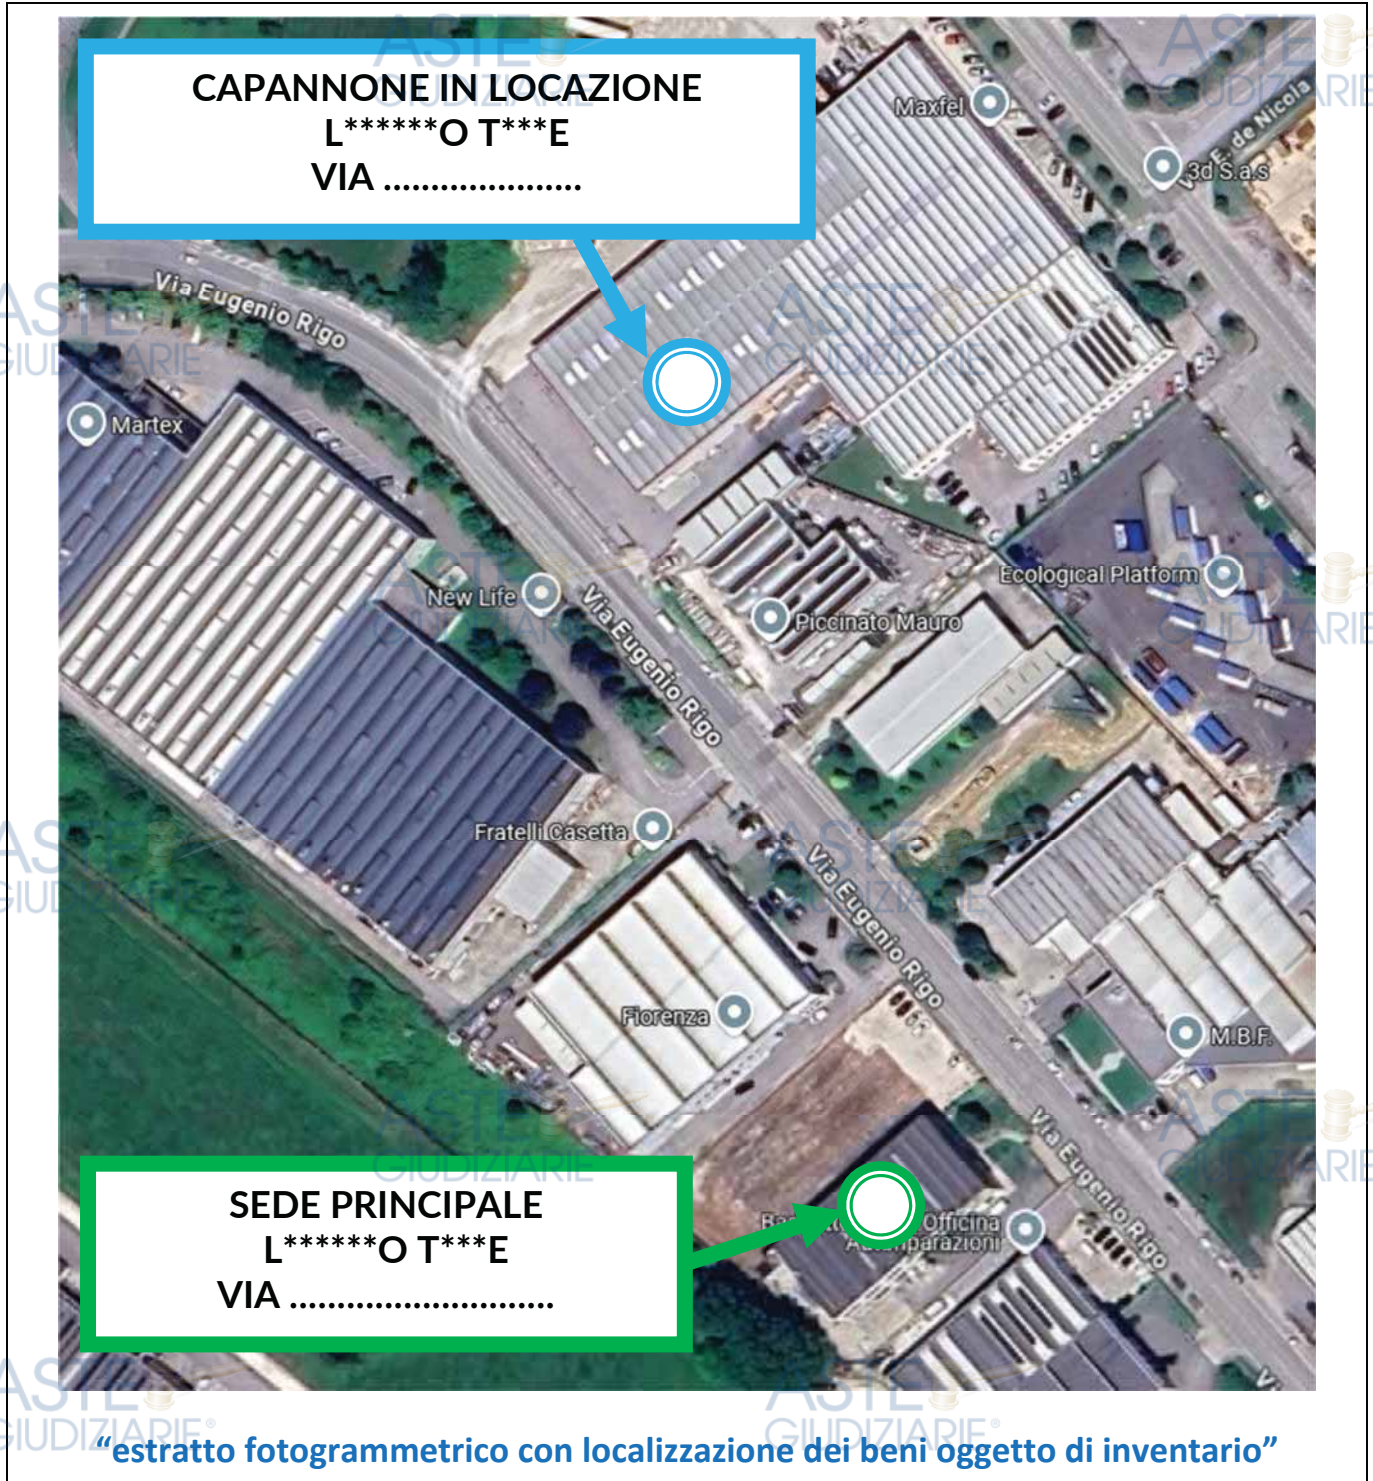 CAPANNONE IN LOCAZIONE
L******O T***E
VIA .....................
Maxfel
E. de Nicola
3d S.a.s
Via Eugenio Rigo
Martex
New Life
Via Eugenio Rigo
Ecological Platform
Piccinato Mauro
Fratelli Casetta
Via Eugenio Rigo
Fiorenza
M.B.F.
Via Eugenio Rigo
SEDE PRINCIPALE
L******O T***E
VIA ............................
Officina
“estratto fotogrammetrico con localizzazione dei beni oggetto di inventario”
ASTE
GIUDIZIARIE®